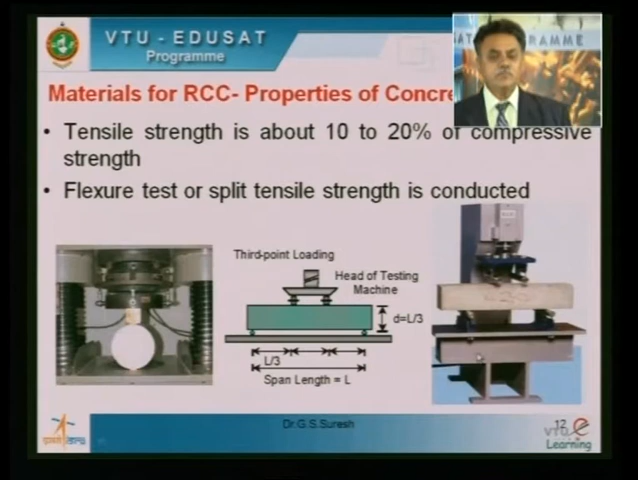 VTU - EDUSAT
Programme
RAMME
Materials for RCC- Properties of Concre
• Tensile strength is about 10 to 20% of compressive
strength
• Flexure test or split tensile strength is conducted
Third-point Loading
Head of Testing
Machine
d=L/3
L/3
Span Length = L
Dr.G.S.Suresh
12
vtu e
Learning